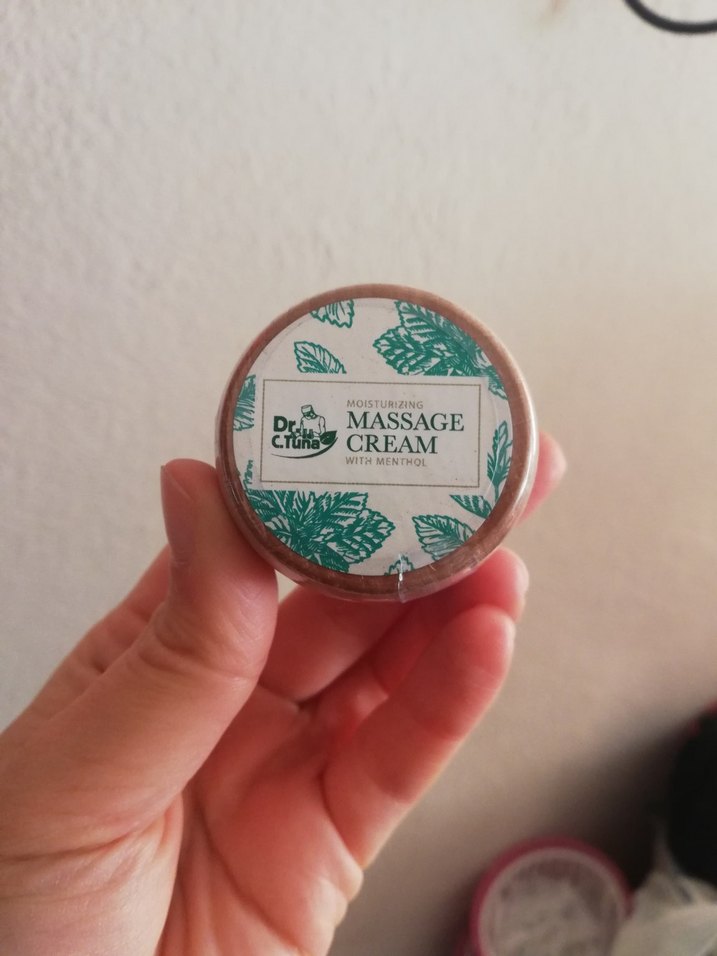 Dr.
C.Tuna
MOISTURIZING
MASSAGE
CREAM
WITH MENTHOL